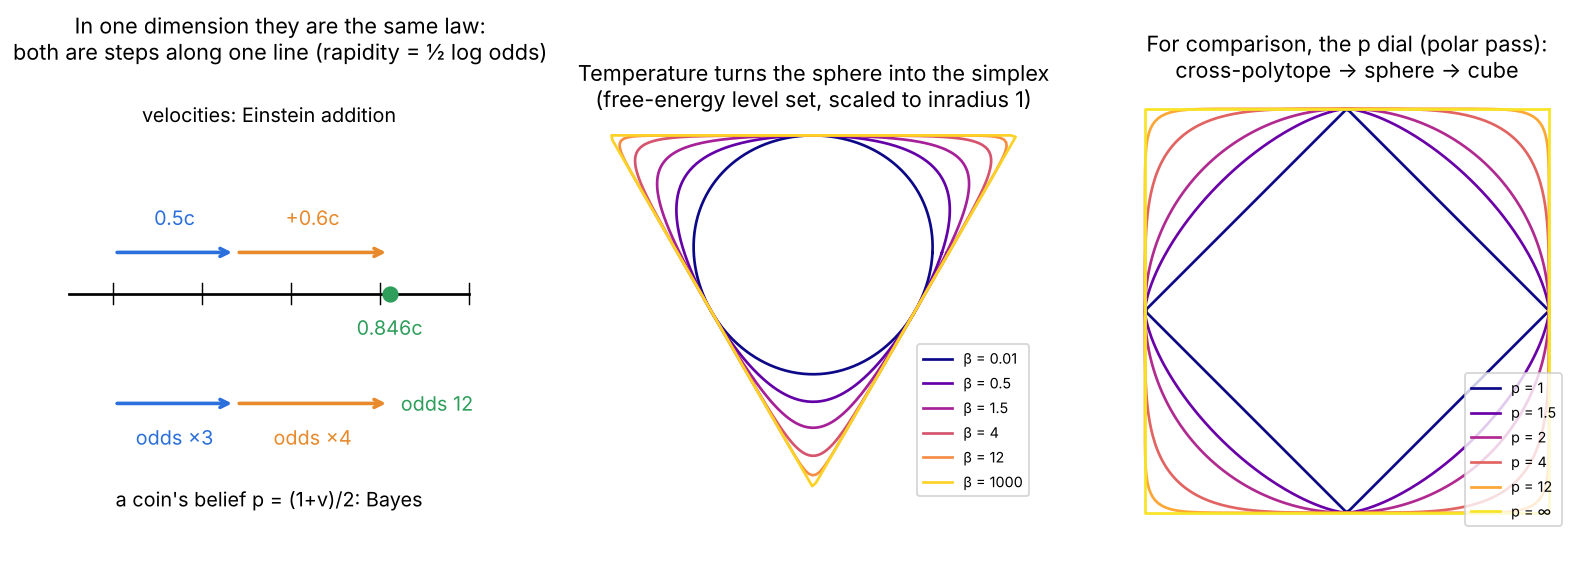 In one dimension they are the same law:
both are steps along one line (rapidity = ½ log odds)
velocities: Einstein addition
0.5c
+0.6c
0.846c
odds 12
odds ×3
odds ×4
a coin's belief p = (1+v)/2: Bayes
Temperature turns the sphere into the simplex
(free-energy level set, scaled to inradius 1)
β = 0.01
β = 0.5
β = 1.5
β = 4
β = 12
β = 1000
For comparison, the p dial (polar pass):
cross-polytope → sphere → cube
p = 1
p = 1.5
p = 2
p = 4
p = 12
p = ∞